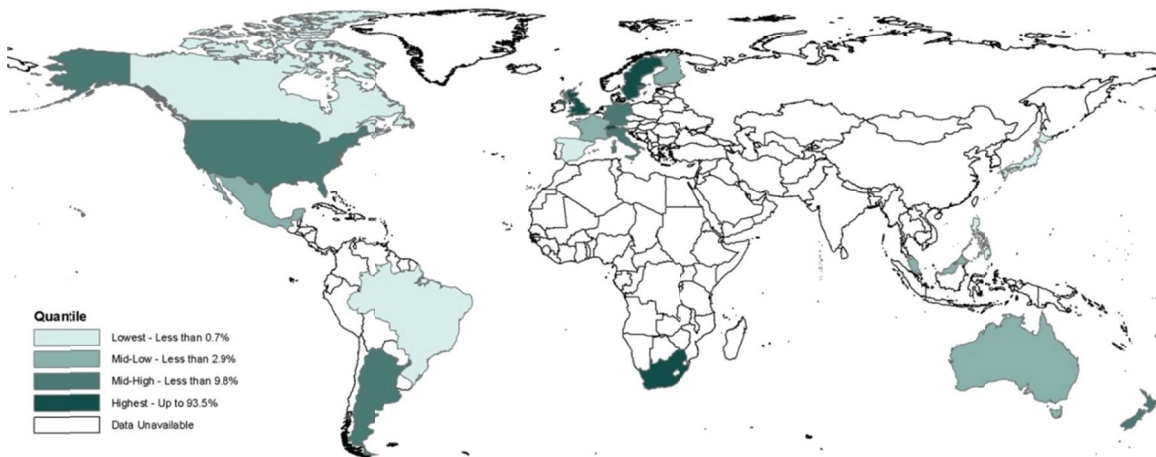 Quantile
Lowest - Less than 0.7%
Mid-Low - Less than 2.9%
Mid-High - Less than 9.8%
Highest - Up to 93.5%
Data Unavailable